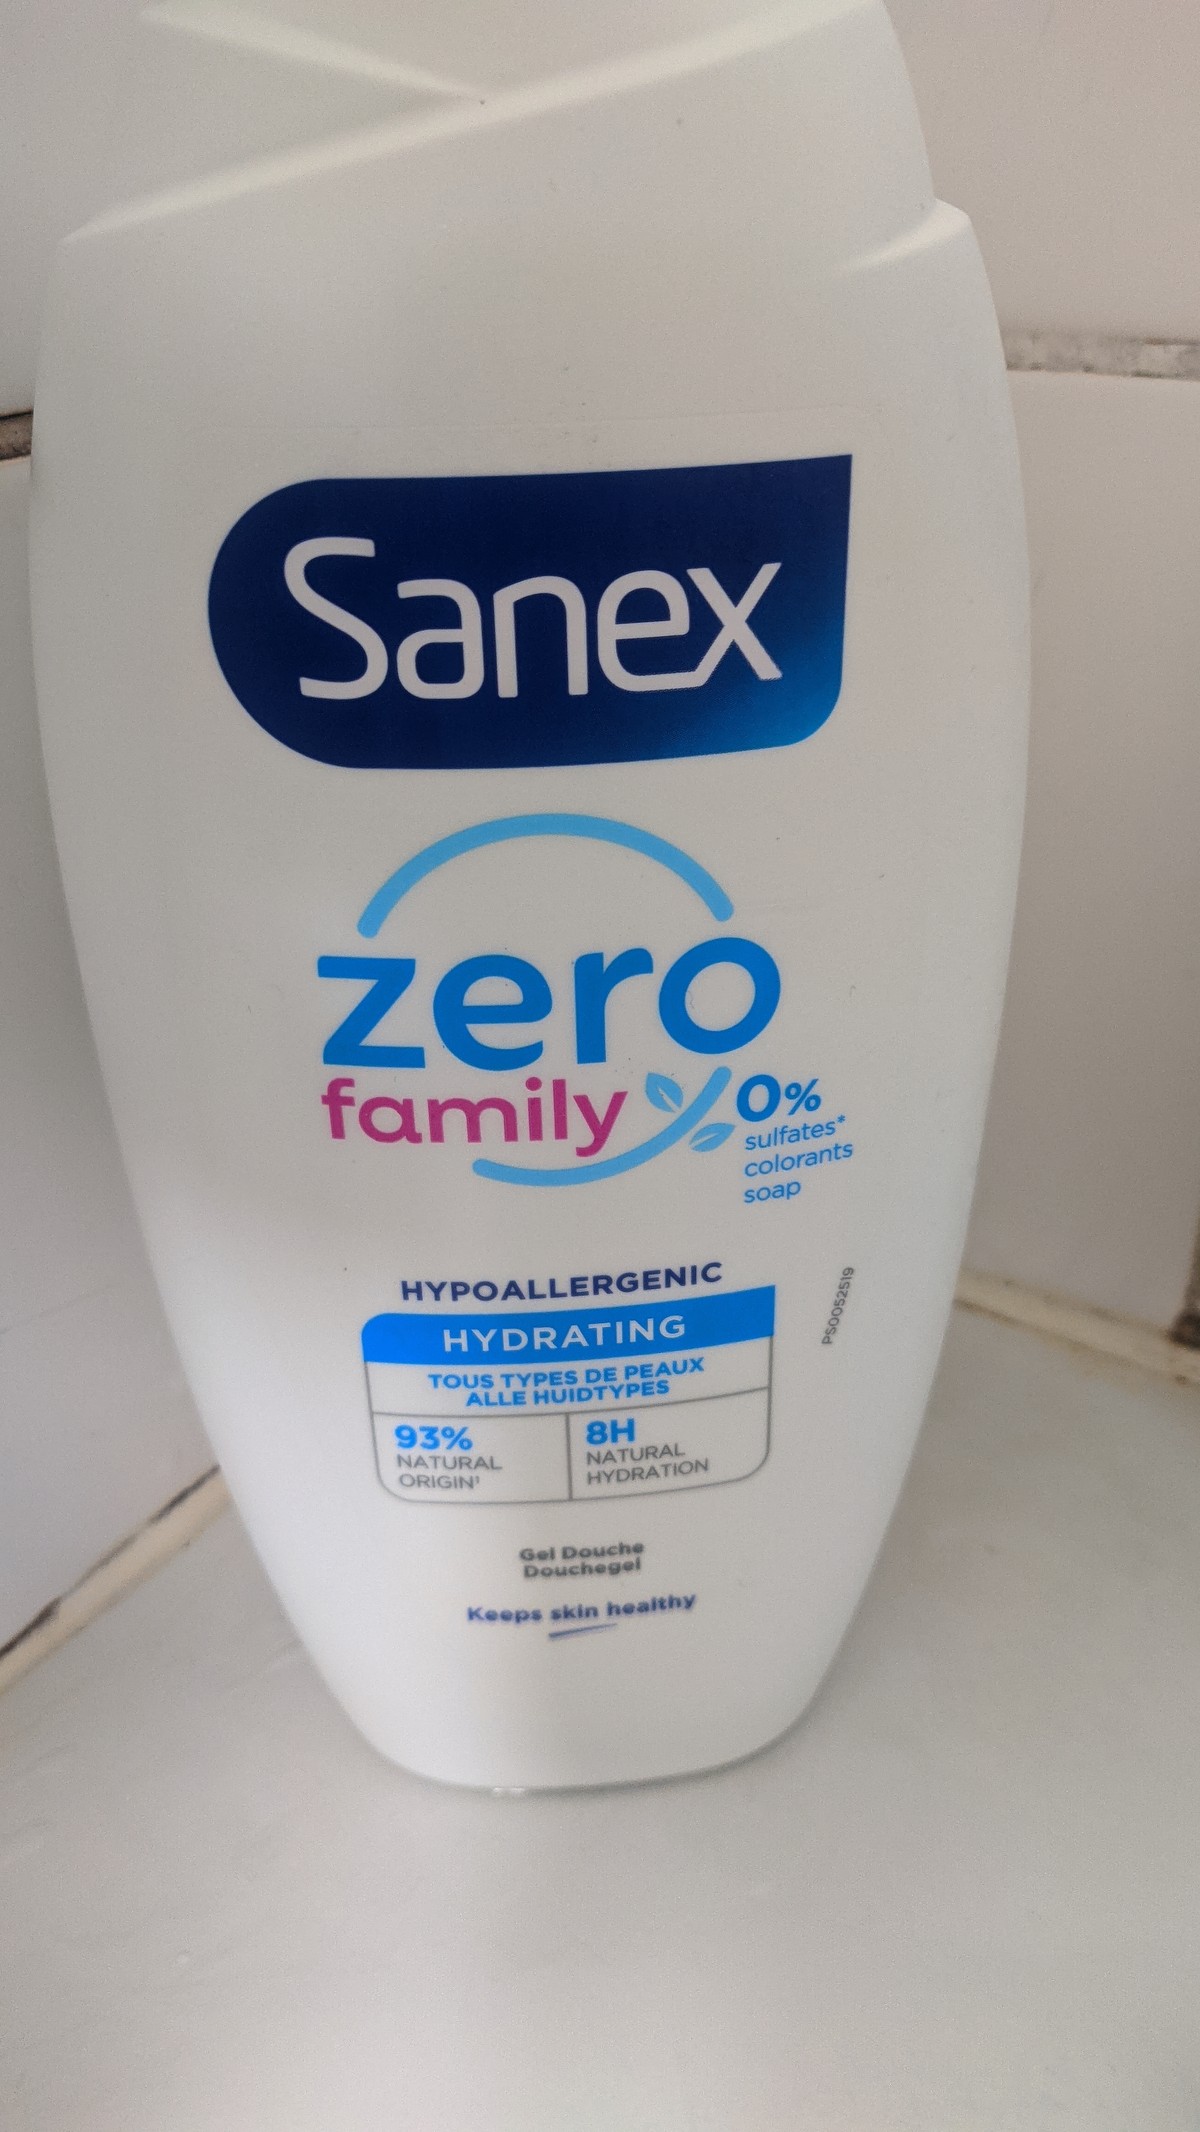 Sanex
zero
family
0%
sulfates*
colorants
soap
HYPOALLERGENIC
HYDRATING
TOUS TYPES DE PEAUX
ALLE HUIDTYPES
93%
NATURAL
ORIGIN¹
8H
NATURAL
HYDRATION
PS0052519
Gel Douche
Douchegel
Keeps skin healthy